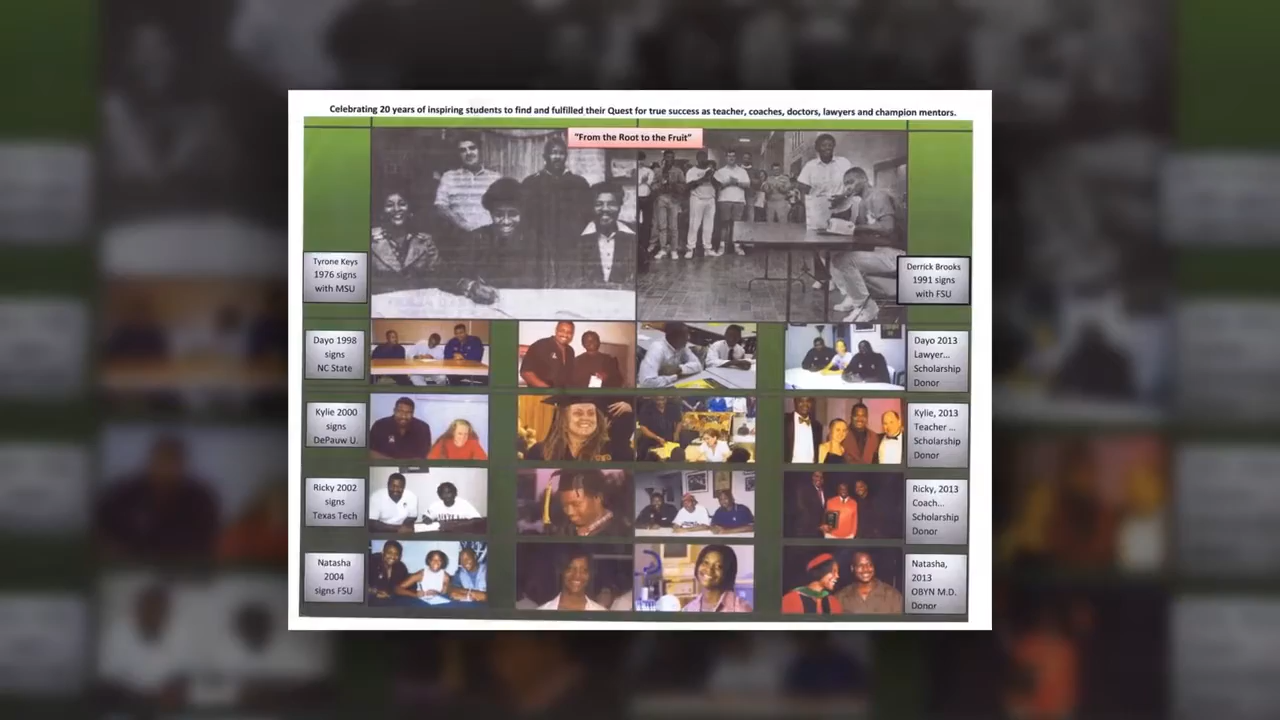 Celebrating 20 years of inspiring students to find and fulfilled their Quest for true success as teacher, coaches, doctors, lawyers and champion mentors.
"From the Root to the Fruit"
Tyrone Keys
1976 signs
with MSU
Derrick Brooks
1991 signs
with FSU
Dayo 1998
signs
NC State
Dayo 2013
Lawyer...
Scholarship
Donor
Kylie 2000
signs
DePauw U.
Kylie, 2013
Teacher ...
Scholarship
Donor
Ricky 2002
signs
Texas Tech
Ricky, 2013
Coach...
Scholarship
Donor
Natasha
2004
signs FSU
Natasha,
2013
OBYN M.D.
Donor